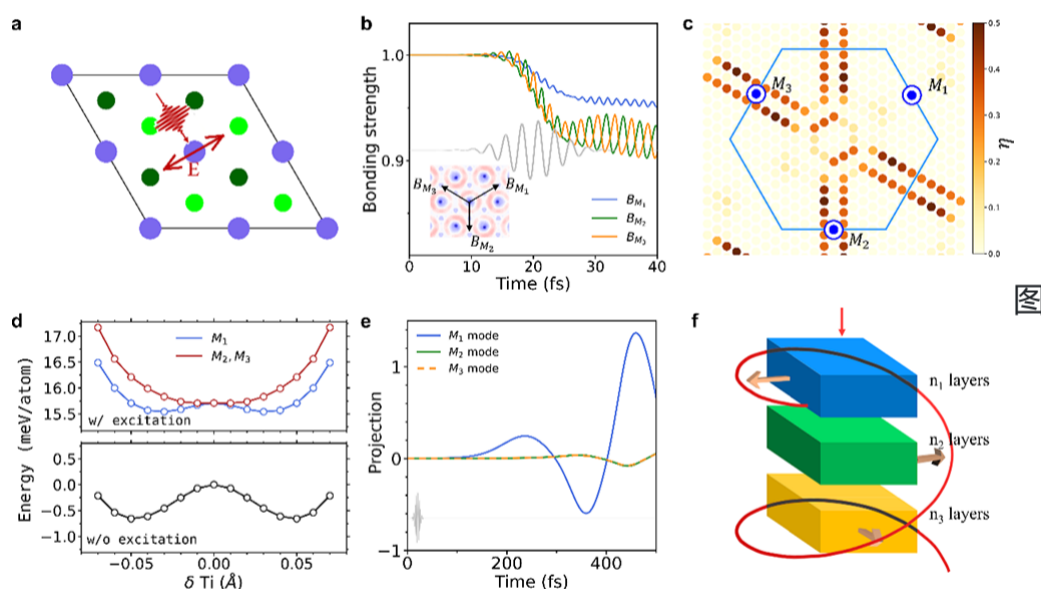 a
E
b
Bonding strength
1.0
0.9
0
10
20
30
40
Time (fs)
B_{M_3}
B_{M_1}
B_{M_2}
B_{M_1}
B_{M_2}
B_{M_3}
c
M_3
M_1
M_2
0.5
0.4
0.3
0.2
0.1
0.0
η
d
Energy (meV/atom)
17.0
16.5
16.0
15.5
M_1
M_2, M_3
w/ excitation
0.5
0.0
−0.5
−1.0
w/o excitation
−0.05
0.00
0.05
δ Ti (Å)
e
Projection
1
0
−1
M_1 mode
M_2 mode
M_3 mode
200
400
Time (fs)
f
n_1 layers
n_2 layers
n_3 layers
图